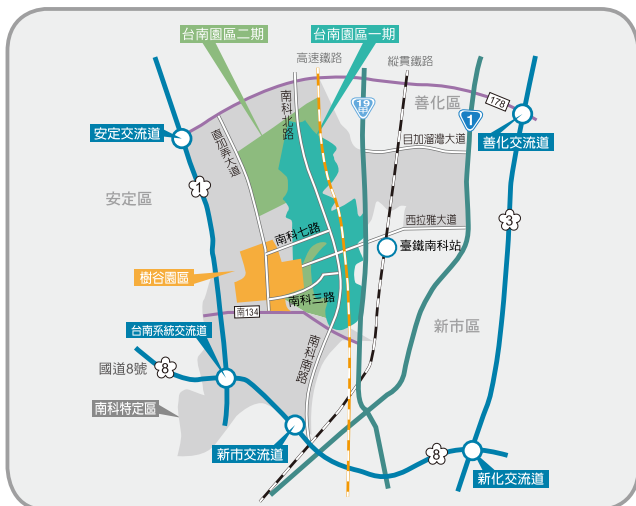 台南園區二期
台南園區一期
高速鐵路
縱貫鐵路
南科北路
19甲
善化區
178
1
安定交流道
直加弄大道
目加溜灣大道
善化交流道
1
安定區
西拉雅大道
3
南科七路
臺鐵南科站
樹谷園區
南科三路
南134
新市區
台南系統交流道
南科南路
國道8號
8
南科特定區
新市交流道
8
新化交流道